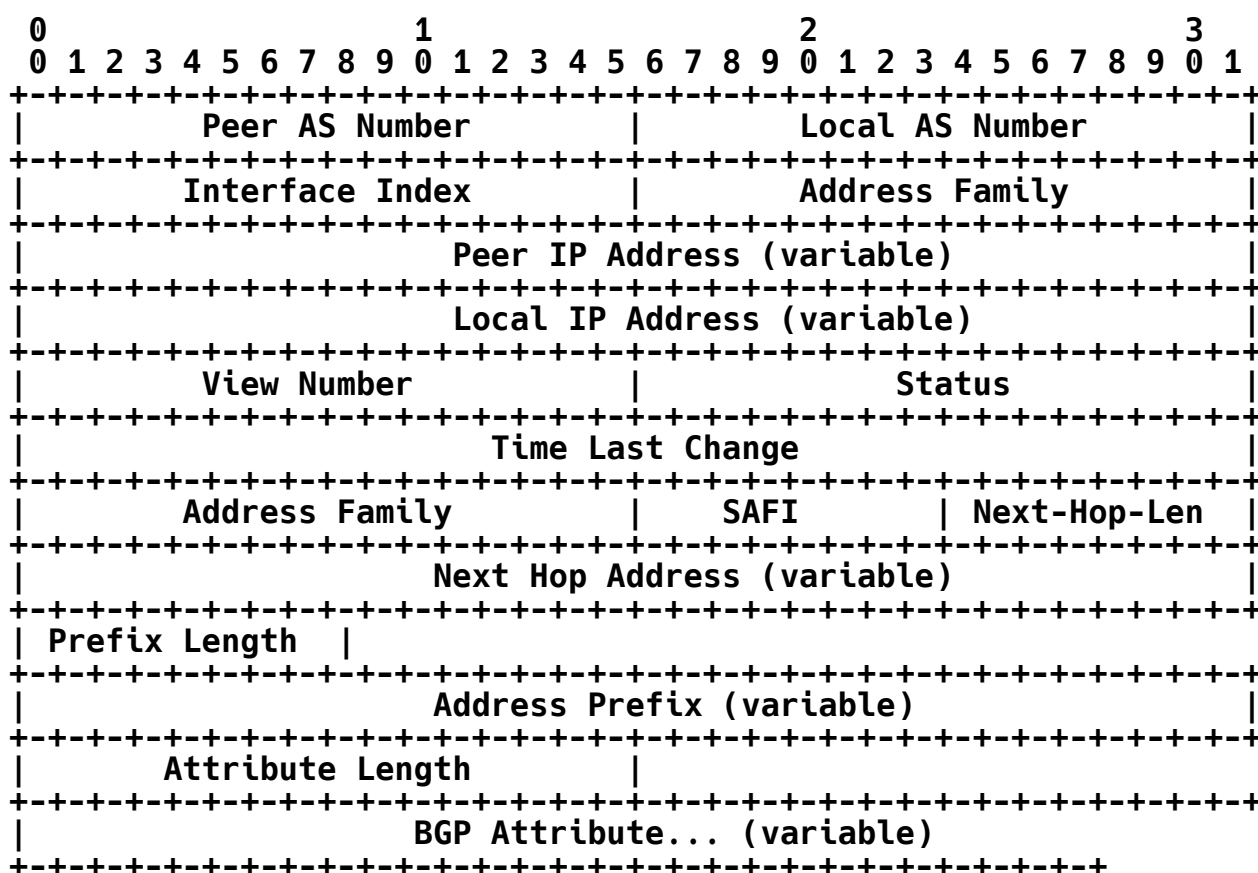 0                   1                   2                   3
 0 1 2 3 4 5 6 7 8 9 0 1 2 3 4 5 6 7 8 9 0 1 2 3 4 5 6 7 8 9 0 1
+-+-+-+-+-+-+-+-+-+-+-+-+-+-+-+-+-+-+-+-+-+-+-+-+-+-+-+-+-+-+-+-+
|         Peer AS Number        |        Local AS Number        |
+-+-+-+-+-+-+-+-+-+-+-+-+-+-+-+-+-+-+-+-+-+-+-+-+-+-+-+-+-+-+-+-+
|        Interface Index        |        Address Family         |
+-+-+-+-+-+-+-+-+-+-+-+-+-+-+-+-+-+-+-+-+-+-+-+-+-+-+-+-+-+-+-+-+
|                      Peer IP Address (variable)               |
+-+-+-+-+-+-+-+-+-+-+-+-+-+-+-+-+-+-+-+-+-+-+-+-+-+-+-+-+-+-+-+-+
|                      Local IP Address (variable)              |
+-+-+-+-+-+-+-+-+-+-+-+-+-+-+-+-+-+-+-+-+-+-+-+-+-+-+-+-+-+-+-+-+
|         View Number           |             Status            |
+-+-+-+-+-+-+-+-+-+-+-+-+-+-+-+-+-+-+-+-+-+-+-+-+-+-+-+-+-+-+-+-+
|                        Time Last Change                       |
+-+-+-+-+-+-+-+-+-+-+-+-+-+-+-+-+-+-+-+-+-+-+-+-+-+-+-+-+-+-+-+-+
|        Address Family         |    SAFI       | Next-Hop-Len  |
+-+-+-+-+-+-+-+-+-+-+-+-+-+-+-+-+-+-+-+-+-+-+-+-+-+-+-+-+-+-+-+-+
|                     Next Hop Address (variable)               |
+-+-+-+-+-+-+-+-+-+-+-+-+-+-+-+-+-+-+-+-+-+-+-+-+-+-+-+-+-+-+-+-+
| Prefix Length  |
+-+-+-+-+-+-+-+-+-+-+-+-+-+-+-+-+-+-+-+-+-+-+-+-+-+-+-+-+-+-+-+-+
|                     Address Prefix (variable)                 |
+-+-+-+-+-+-+-+-+-+-+-+-+-+-+-+-+-+-+-+-+-+-+-+-+-+-+-+-+-+-+-+-+
|       Attribute Length        |
+-+-+-+-+-+-+-+-+-+-+-+-+-+-+-+-+-+-+-+-+-+-+-+-+-+-+-+-+-+-+-+-+
|                    BGP Attribute... (variable)
+-+-+-+-+-+-+-+-+-+-+-+-+-+-+-+-+-+-+-+-+-+-+-+-+-+-+-+-+